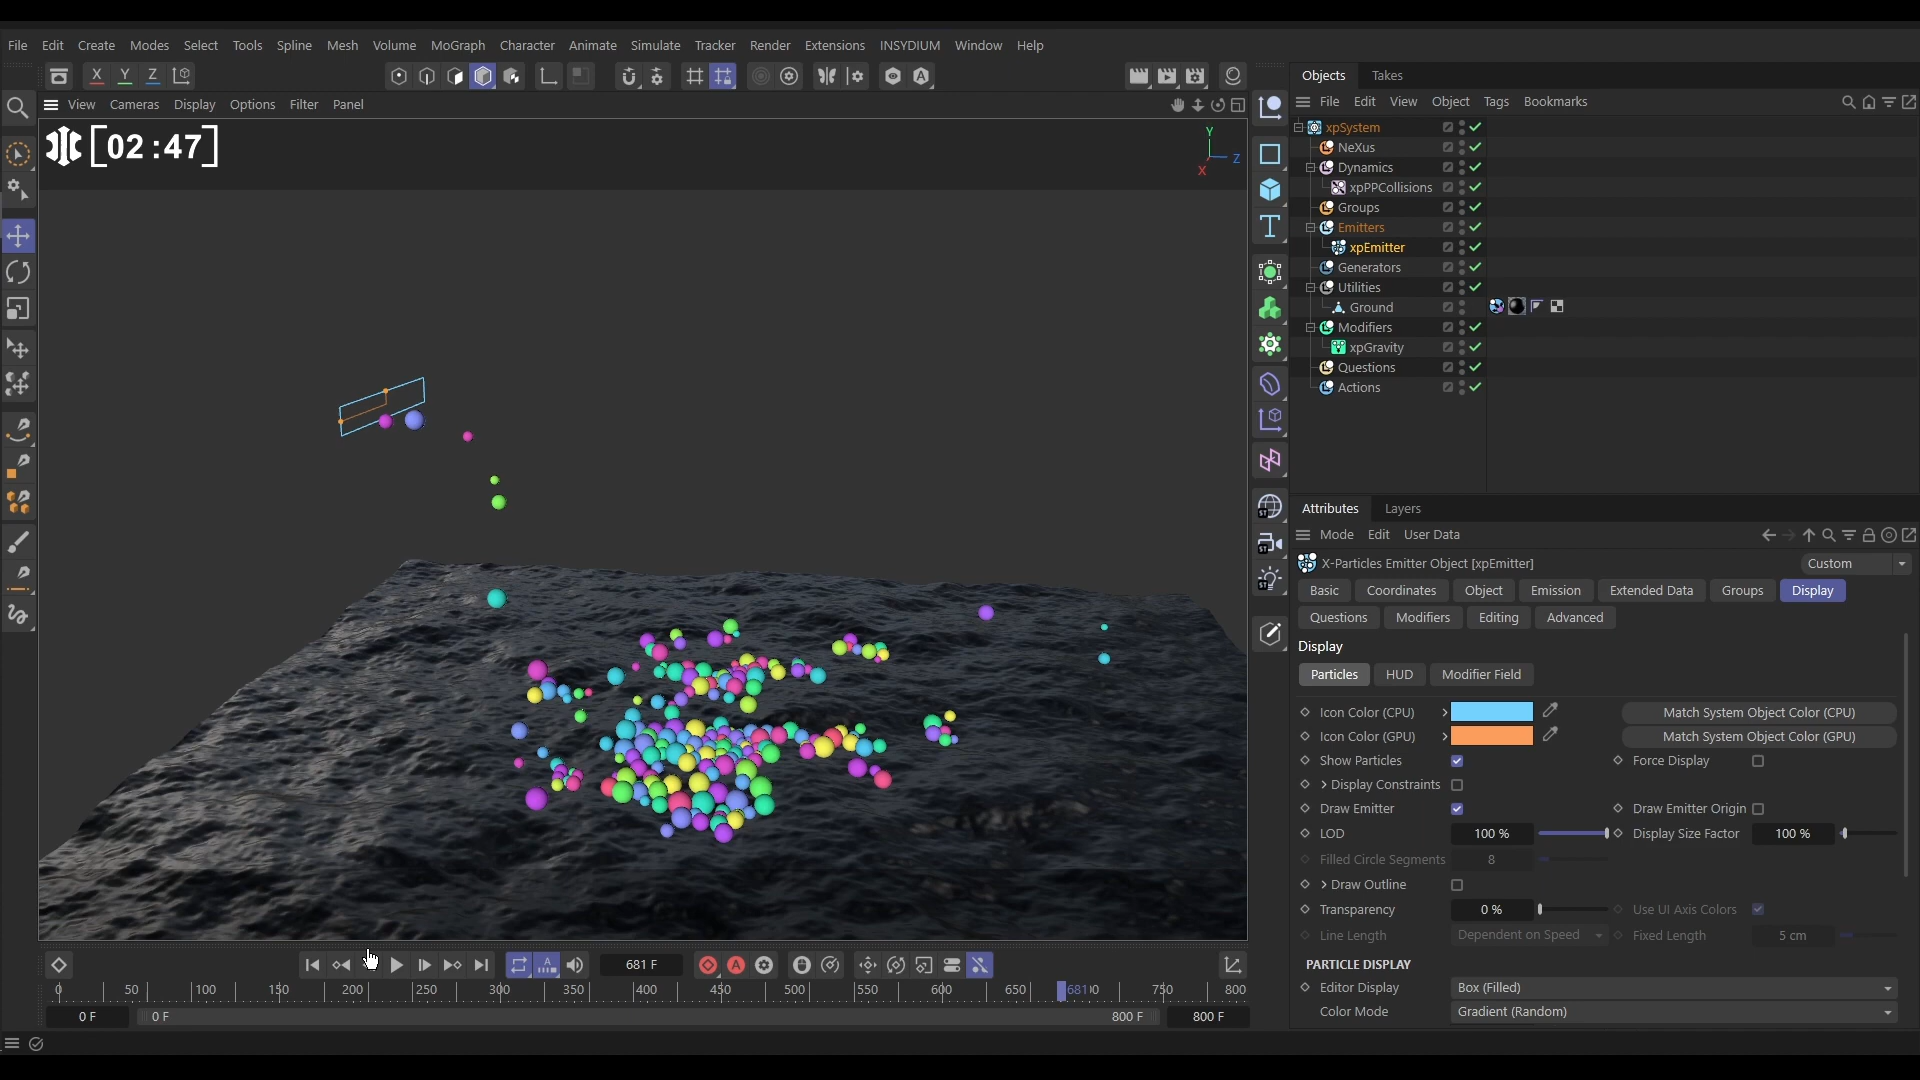 File Edit Create Modes Select Tools Spline Mesh Volume MoGraph Character Animate Simulate Tracker Render Extensions INSYDIUM Window Help
X Y Z
View Cameras Display Options Filter Panel
[02:47]
Y
Z
X
Objects Takes
File Edit View Object Tags Bookmarks
xpSystem
NeXus
Dynamics
xpPPCollisions
Groups
Emitters
xpEmitter
Generators
Utilities
Ground
Modifiers
xpGravity
Questions
Actions
Attributes Layers
Mode Edit User Data
X-Particles Emitter Object [xpEmitter] Custom
Basic Coordinates Object Emission Extended Data Groups Display
Questions Modifiers Editing Advanced
Display
Particles HUD Modifier Field
Icon Color (CPU) Match System Object Color (CPU)
Icon Color (GPU) Match System Object Color (GPU)
Show Particles Force Display
Display Constraints
Draw Emitter Draw Emitter Origin
LOD 100 % Display Size Factor 100 %
Filled Circle Segments 8
Draw Outline
Transparency 0 % Use UI Axis Colors
Line Length Dependent on Speed Fixed Length 5 cm
PARTICLE DISPLAY
Editor Display Box (Filled)
Color Mode Gradient (Random)
681 F
0 50 100 150 200 250 300 350 400 450 500 550 600 650 681 750 800
0 F 0 F 800 F 800 F